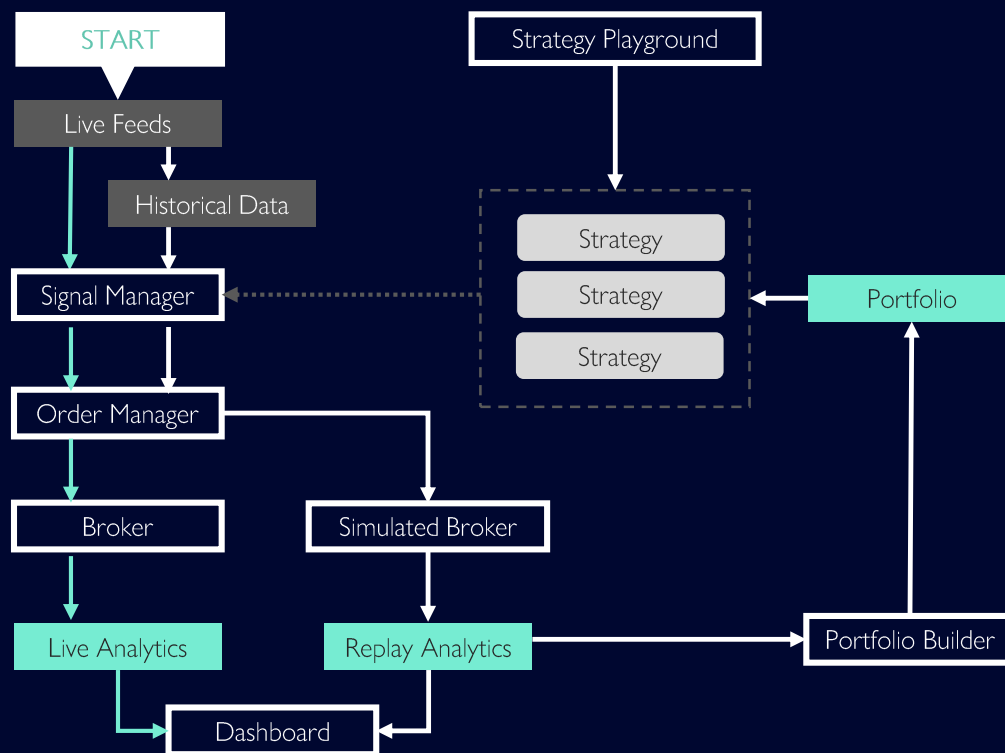 START
Strategy Playground
Live Feeds
Historical Data
Strategy
Signal Manager
Strategy
Portfolio
Strategy
Order Manager
Broker
Simulated Broker
Live Analytics
Replay Analytics
Portfolio Builder
Dashboard